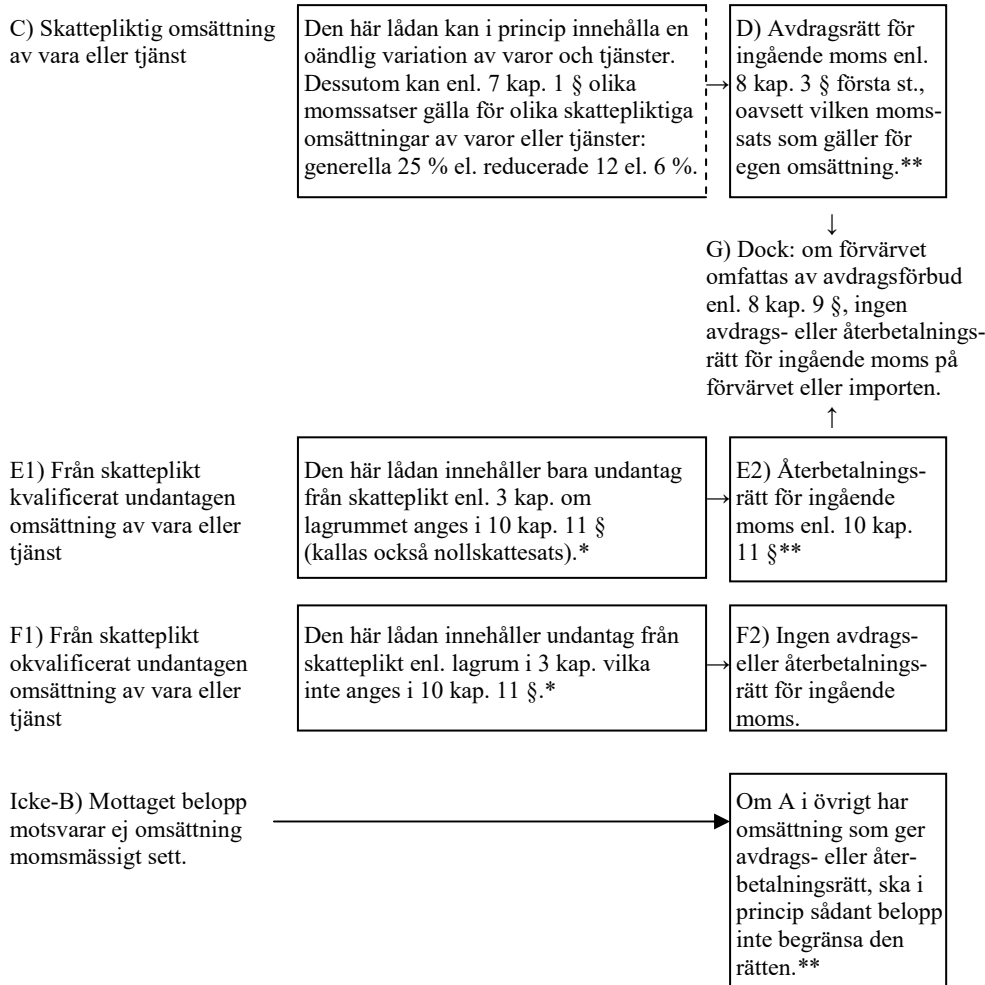 C) Skattepliktig omsättning
av vara eller tjänst
Den här lådan kan i princip innehålla en
oändlig variation av varor och tjänster.
Dessutom kan enl. 7 kap. 1 § olika
momssatser gälla för olika skattepliktiga
omsättningar av varor eller tjänster:
generella 25 % el. reducerade 12 el. 6 %.
→
D) Avdragsrätt för
ingående moms enl.
8 kap. 3 § första st.,
oavsett vilken moms-
sats som gäller för
egen omsättning.**
↓
G) Dock: om förvärvet
omfattas av avdragsförbud
enl. 8 kap. 9 §, ingen
avdrags- eller återbetalnings-
rätt för ingående moms på
förvärvet eller importen.
↑
E1) Från skatteplikt
kvalificerat undantagen
omsättning av vara eller
tjänst
Den här lådan innehåller bara undantag
från skatteplikt enl. 3 kap. om
lagrummet anges i 10 kap. 11 §
(kallas också nollskattesats).*
→
E2) Återbetalnings-
rätt för ingående
moms enl. 10 kap.
11 §**
F1) Från skatteplikt
okvalificerat undantagen
omsättning av vara eller
tjänst
Den här lådan innehåller undantag från
skatteplikt enl. lagrum i 3 kap. vilka
inte anges i 10 kap. 11 §.*
→
F2) Ingen avdrags-
eller återbetalnings-
rätt för ingående
moms.
Icke-B) Mottaget belopp
motsvarar ej omsättning
momsmässigt sett.
Om A i övrigt har
omsättning som ger
avdrags- eller åter-
betalningsrätt, ska i
princip sådant belopp
inte begränsa den
rätten.**